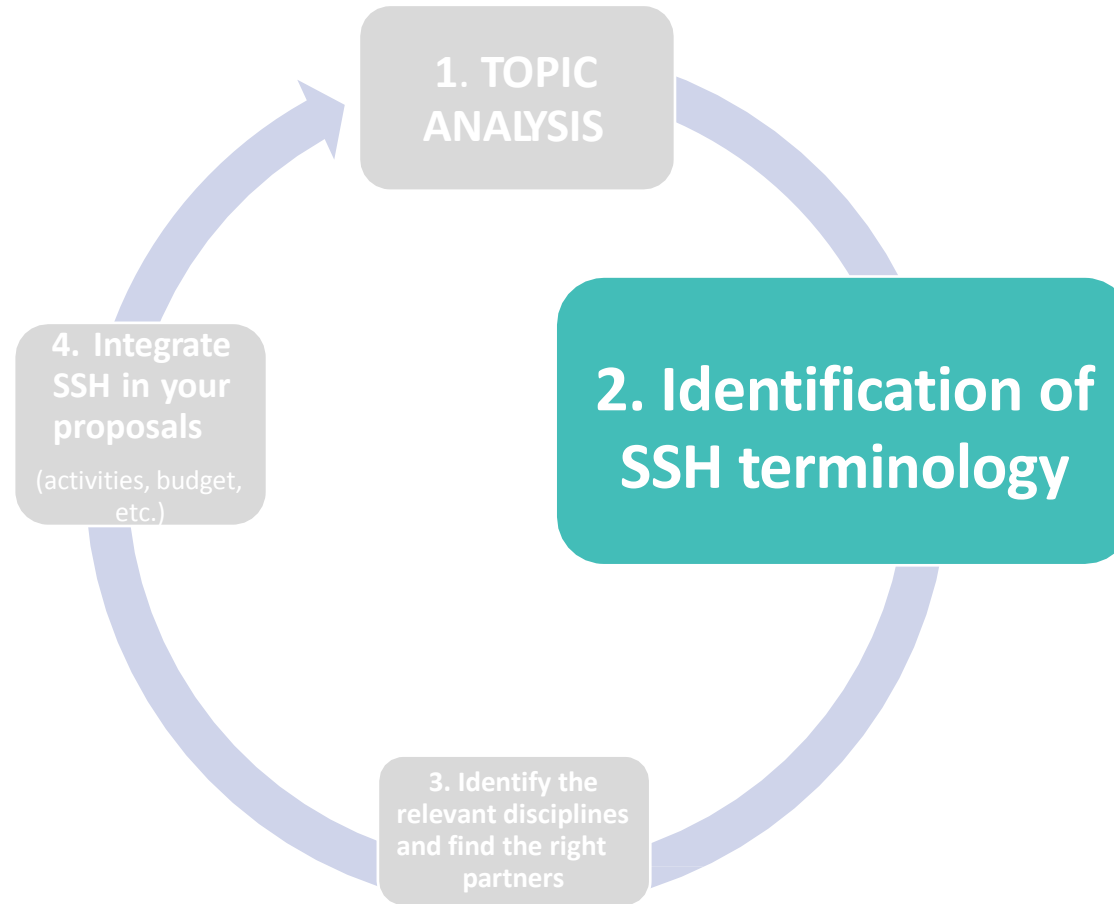 1. TOPIC
ANALYSIS
2. Identification of
SSH terminology
3. Identify the
relevant disciplines
and find the right
partners
4. Integrate
SSH in your
proposals
(activities, budget,
etc.)